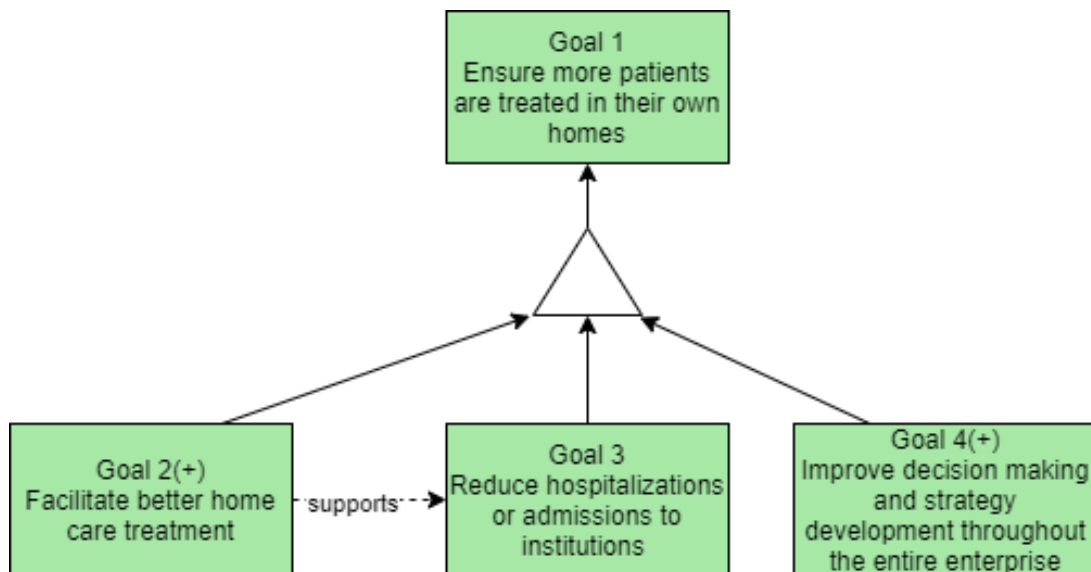 Goal 1
Ensure more patients
are treated in their own
homes
Goal 2(+)
Facilitate better home
care treatment
supports
Goal 3
Reduce hospitalizations
or admissions to
institutions
Goal 4(+)
Improve decision making
and strategy
development throughout
the entire enterprise